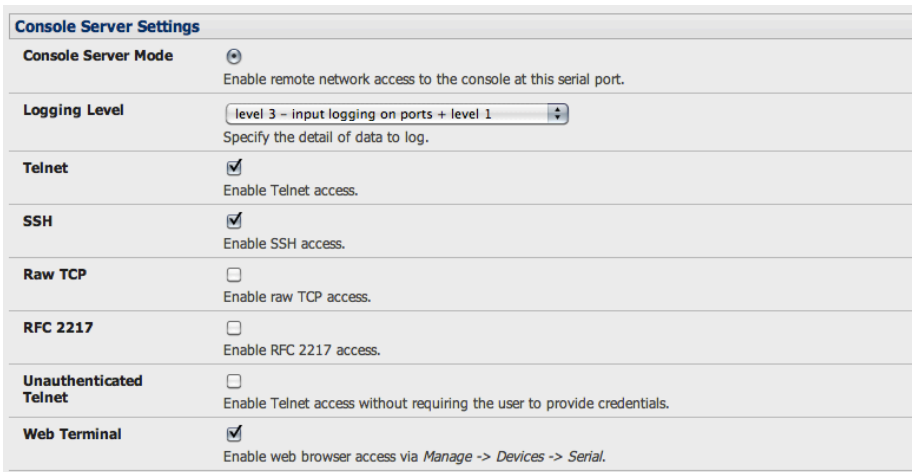 Console Server Settings
Console Server Mode
Enable remote network access to the console at this serial port.
Logging Level
level 3 – input logging on ports + level 1
Specify the detail of data to log.
Telnet
Enable Telnet access.
SSH
Enable SSH access.
Raw TCP
Enable raw TCP access.
RFC 2217
Enable RFC 2217 access.
Unauthenticated
Telnet
Enable Telnet access without requiring the user to provide credentials.
Web Terminal
Enable web browser access via Manage -> Devices -> Serial.